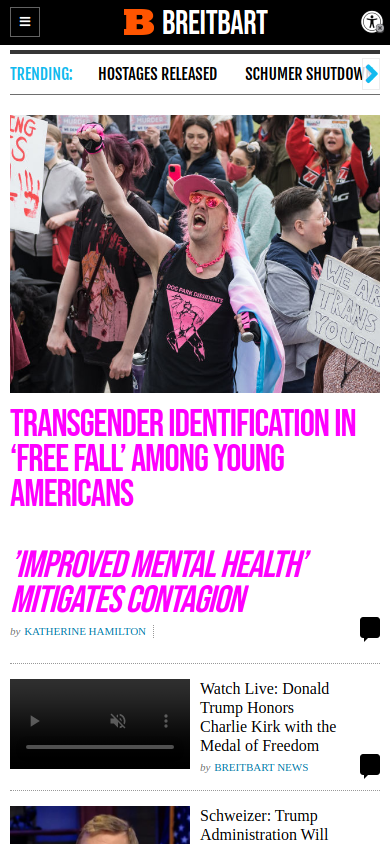 BREITBART
TRENDING:
HOSTAGES RELEASED
SCHUMER SHUTDOW
MURDER
DOG PARK DISSIDENTS
WE ARE
TRANS
YOUTH
TRANSGENDER IDENTIFICATION IN
‘FREE FALL’ AMONG YOUNG
AMERICANS
’IMPROVED MENTAL HEALTH’
MITIGATES CONTAGION
by KATHERINE HAMILTON
Watch Live: Donald
Trump Honors
Charlie Kirk with the
Medal of Freedom
by BREITBART NEWS
Schweizer: Trump
Administration Will